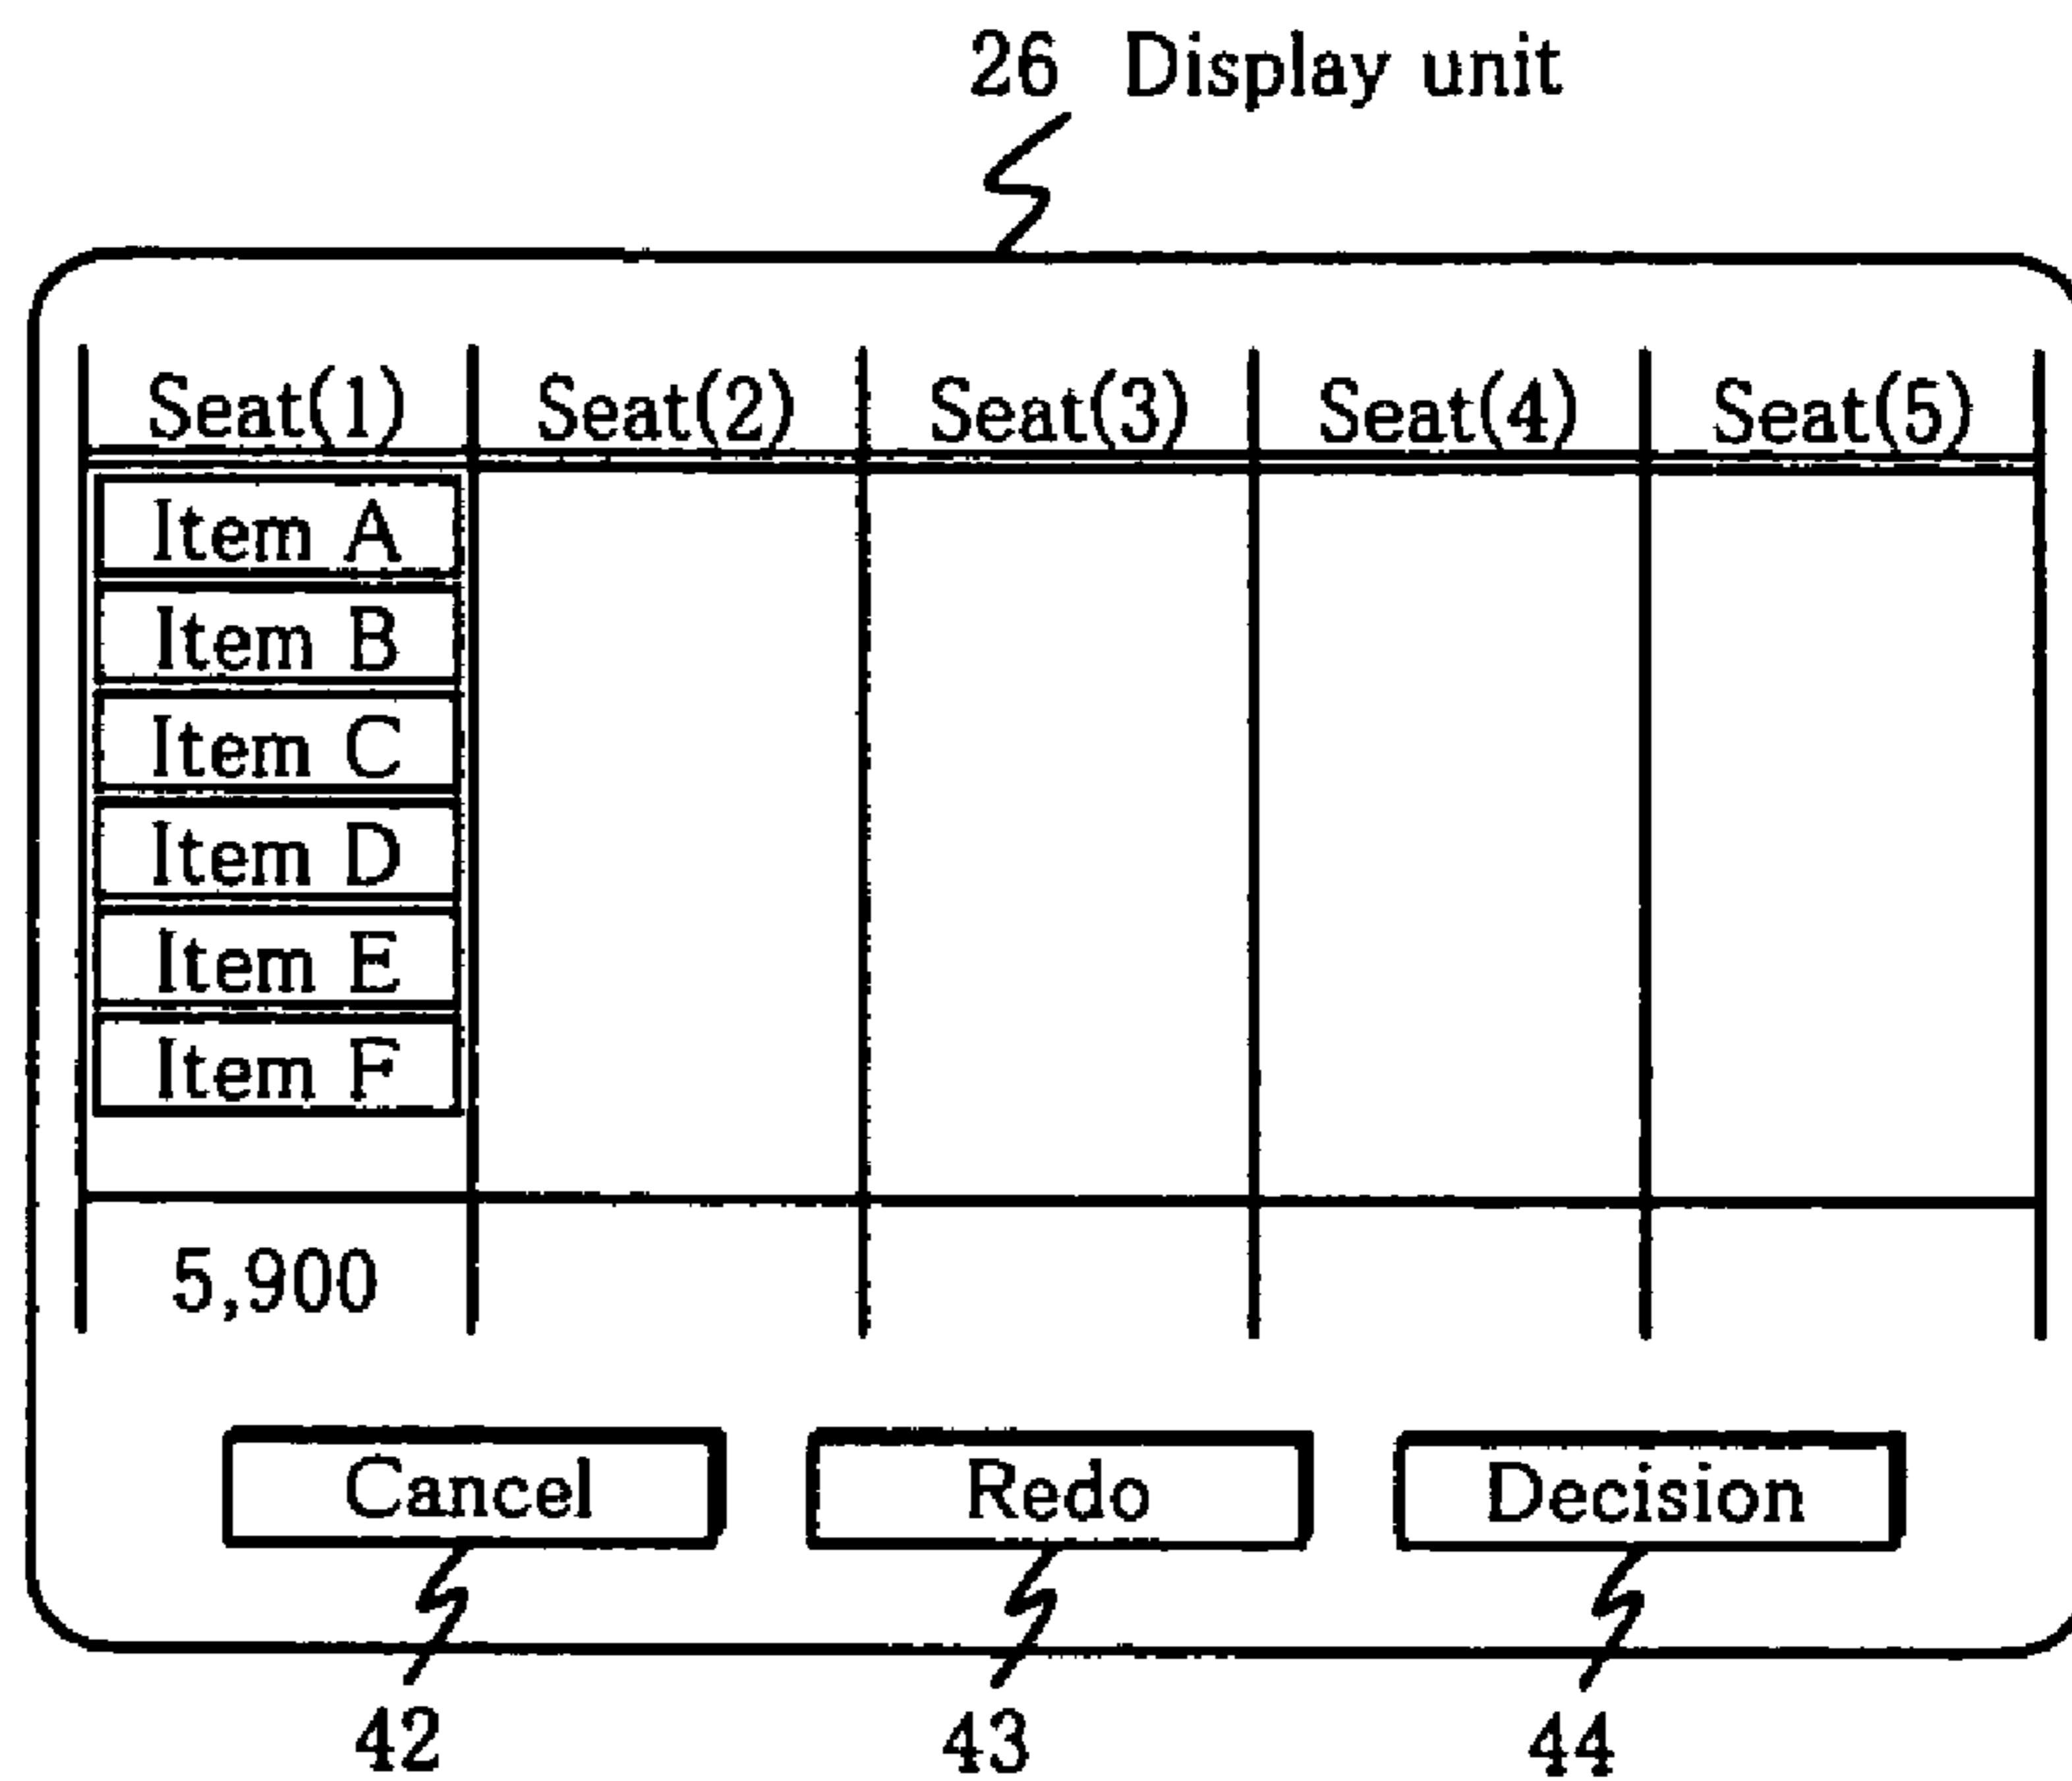 26 Display unit
Seat(1) Seat(2) Seat(3) Seat(4) Seat(5)
Item A
Item B
Item C
Item D
Item E
Item F
5,900
Cancel Redo Decision
42 43 44